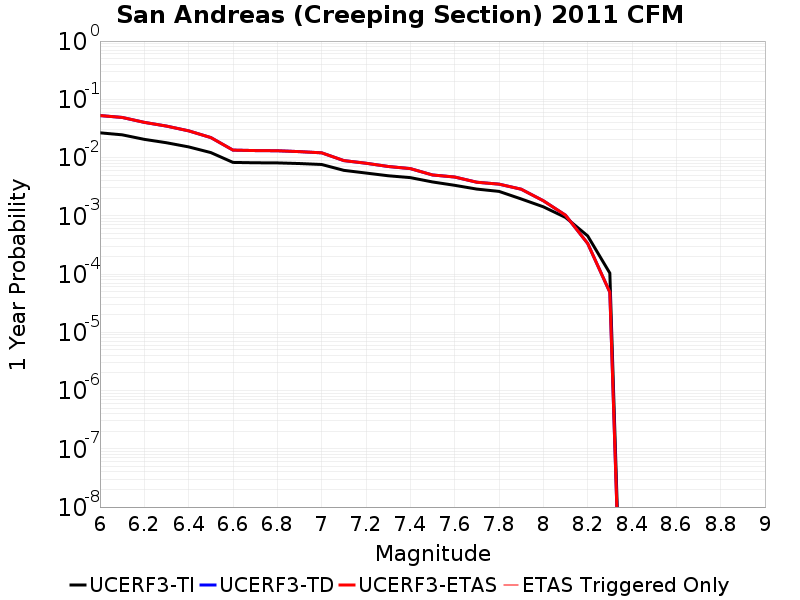 San Andreas (Creeping Section) 2011 CFM
10^0
10^-1
10^-2
10^-3
10^-4
10^-5
10^-6
10^-7
10^-8
1 Year Probability
6 6.2 6.4 6.6 6.8 7 7.2 7.4 7.6 7.8 8 8.2 8.4 8.6 8.8 9
Magnitude
UCERF3-TI UCERF3-TD UCERF3-ETAS ETAS Triggered Only